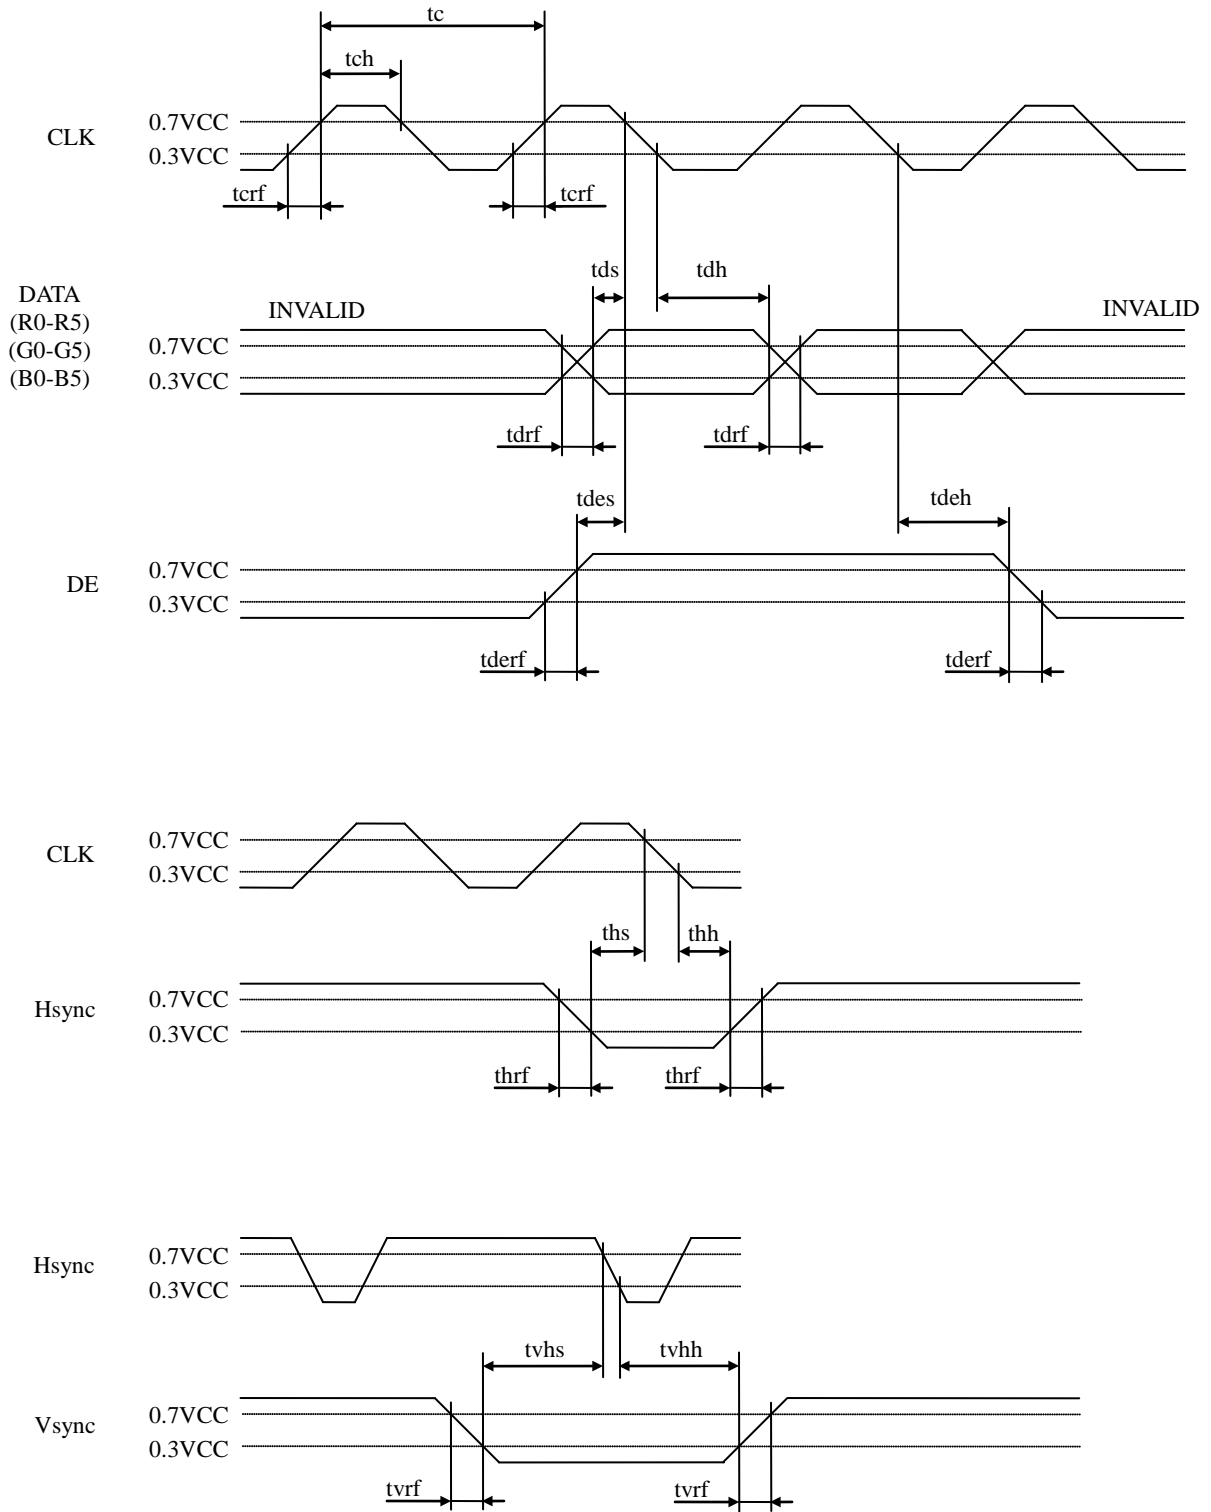 tc
tch
CLK
0.7VCC
0.3VCC
tcrf
tcrf
tds
tdh
DATA
(R0-R5)
(G0-G5)
(B0-B5)
INVALID
INVALID
0.7VCC
0.3VCC
tdrf
tdrf
tdes
tdeh
DE
0.7VCC
0.3VCC
tderf
tderf
CLK
0.7VCC
0.3VCC
ths
thh
Hsync
0.7VCC
0.3VCC
thrf
thrf
Hsync
0.7VCC
0.3VCC
tvhs
tvhh
Vsync
0.7VCC
0.3VCC
tvrf
tvrf